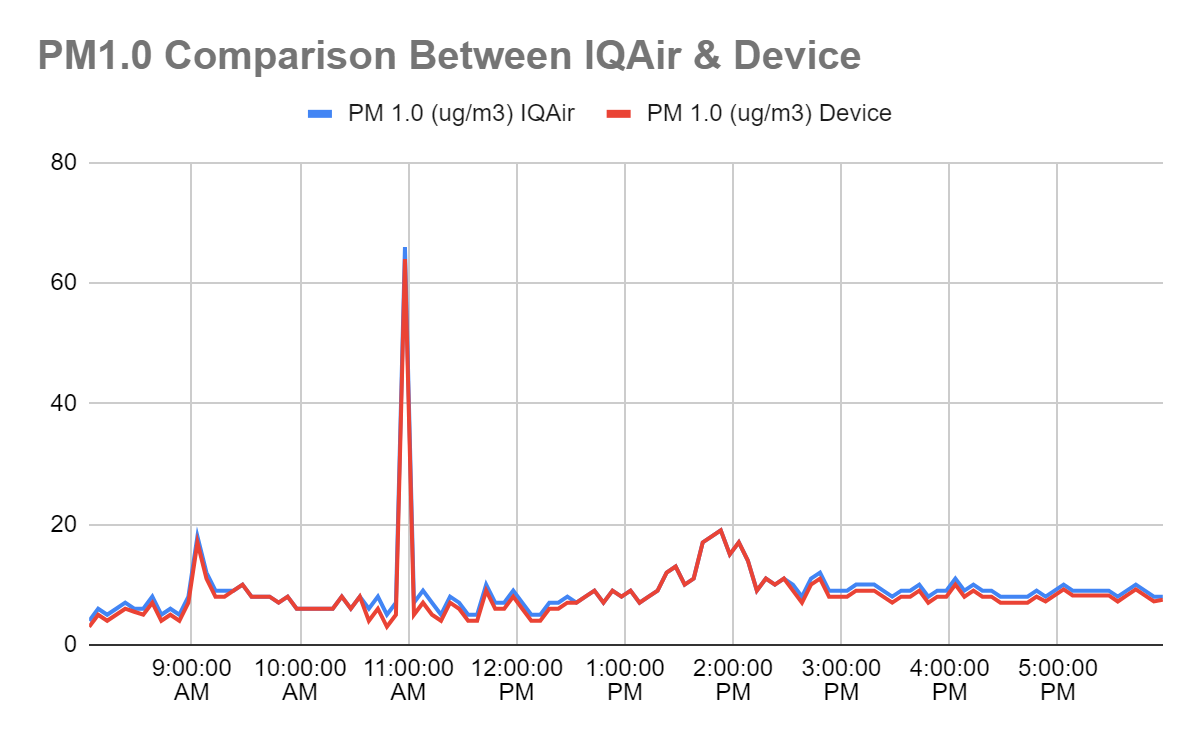 PM1.0 Comparison Between IQAir & Device
PM 1.0 (ug/m3) IQAir PM 1.0 (ug/m3) Device
80
60
40
20
0
9:00:00 10:00:00 11:00:00 12:00:00 1:00:00 2:00:00 3:00:00 4:00:00 5:00:00
AM AM AM PM PM PM PM PM PM